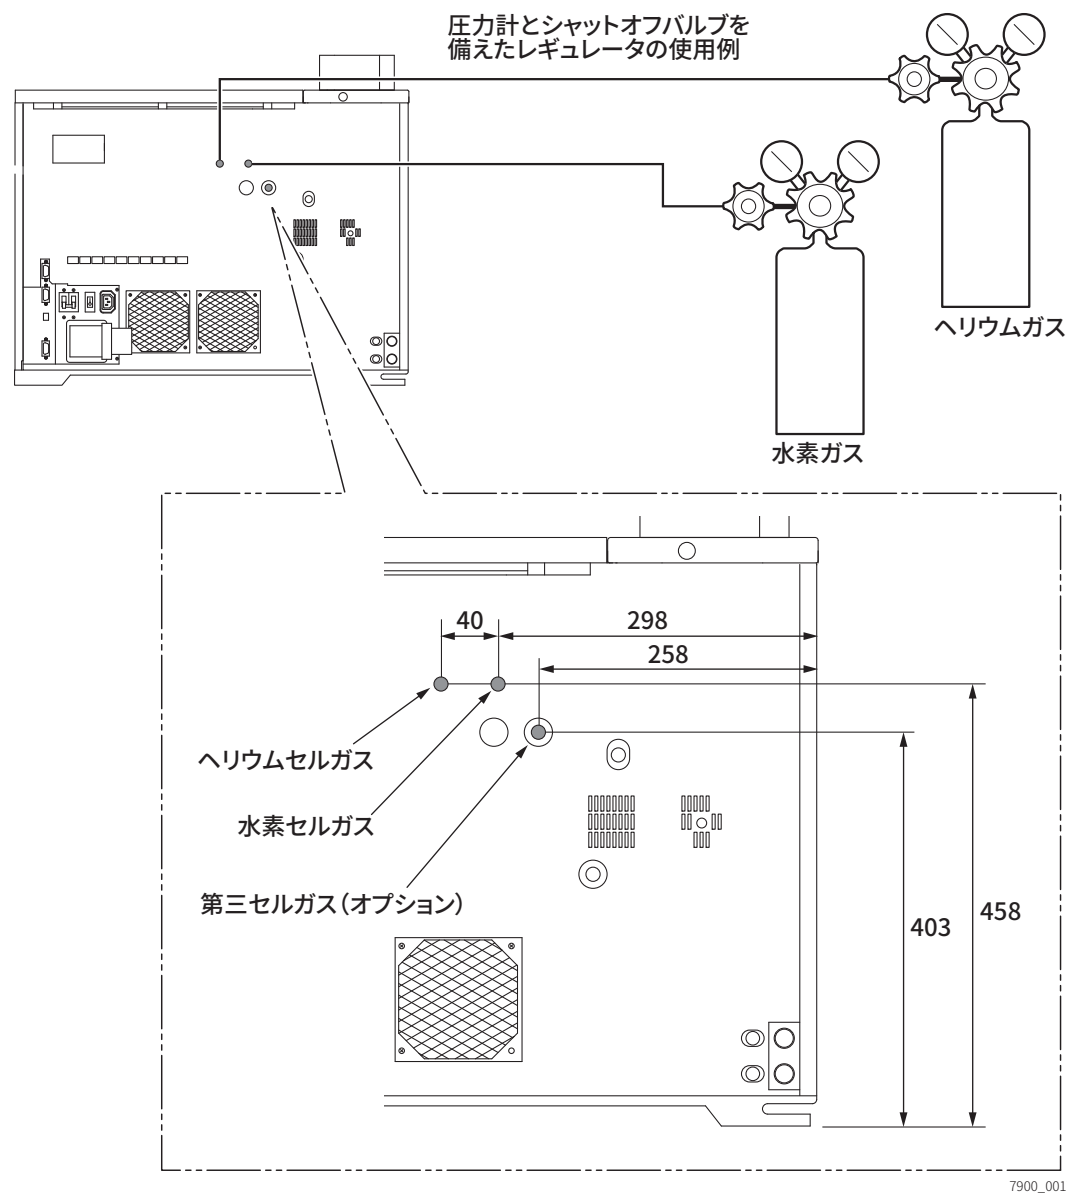 圧力計とシャットオフバルブを
備えたレギュレータの使用例
ヘリウムガス
水素ガス
40
298
258
ヘリウムセルガス
水素セルガス
第三セルガス（オプション）
403
458
7900_001